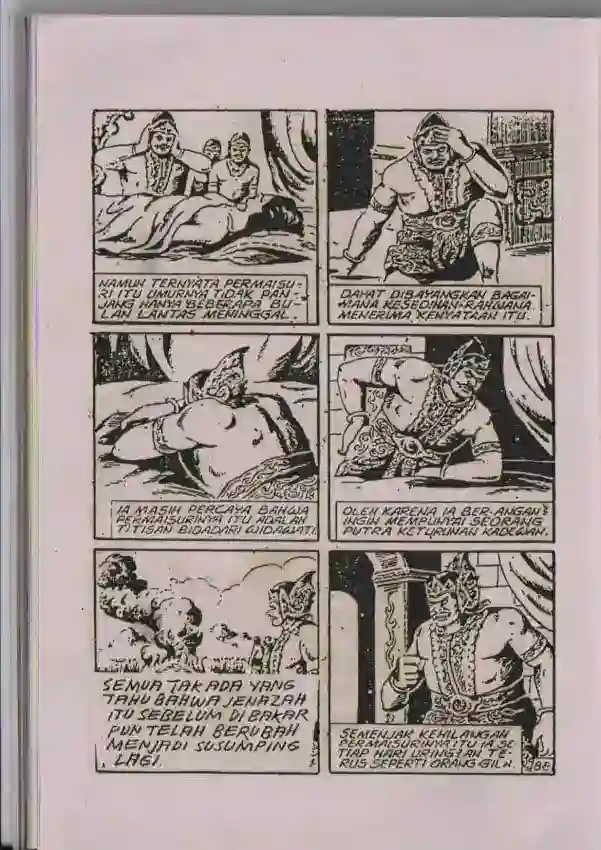 NAMUN TERNYATA PERMAISU-
RI ITU UMURNYA TIDAK PAN
JANG HANYA BEBERAPA BU-
LAN LANTAS MENINGGAL.
DAPAT DIBAYANGKAN BAGAI-
MANA KESEDIHAN RAHWANA
MENERIMA KENYATAAN ITU.
IA MASIH PERCAYA BAHWA
PERMAISURINYA ITU ADALAH
TITISAN BIDADARI WIDAWATI.
OLEH KARENA IA BER-ANGAN2
INGIN MEMPUNYAI SEORANG
PUTRA KETURUNAN KADEWAN.
SEMUA TAK ADA YANG
TAHU BAHWA JENAZAH
ITU SEBELUM DI BAKAR
PUN TELAH BERUBAH
MENJADI SUSUMPING
LAGI.
SEMENJAK KEHILANGAN
PERMAISURINYA ITU IA SE
TIAP HARI URING2AN TE-
RUS SEPERTI ORANG GILA.